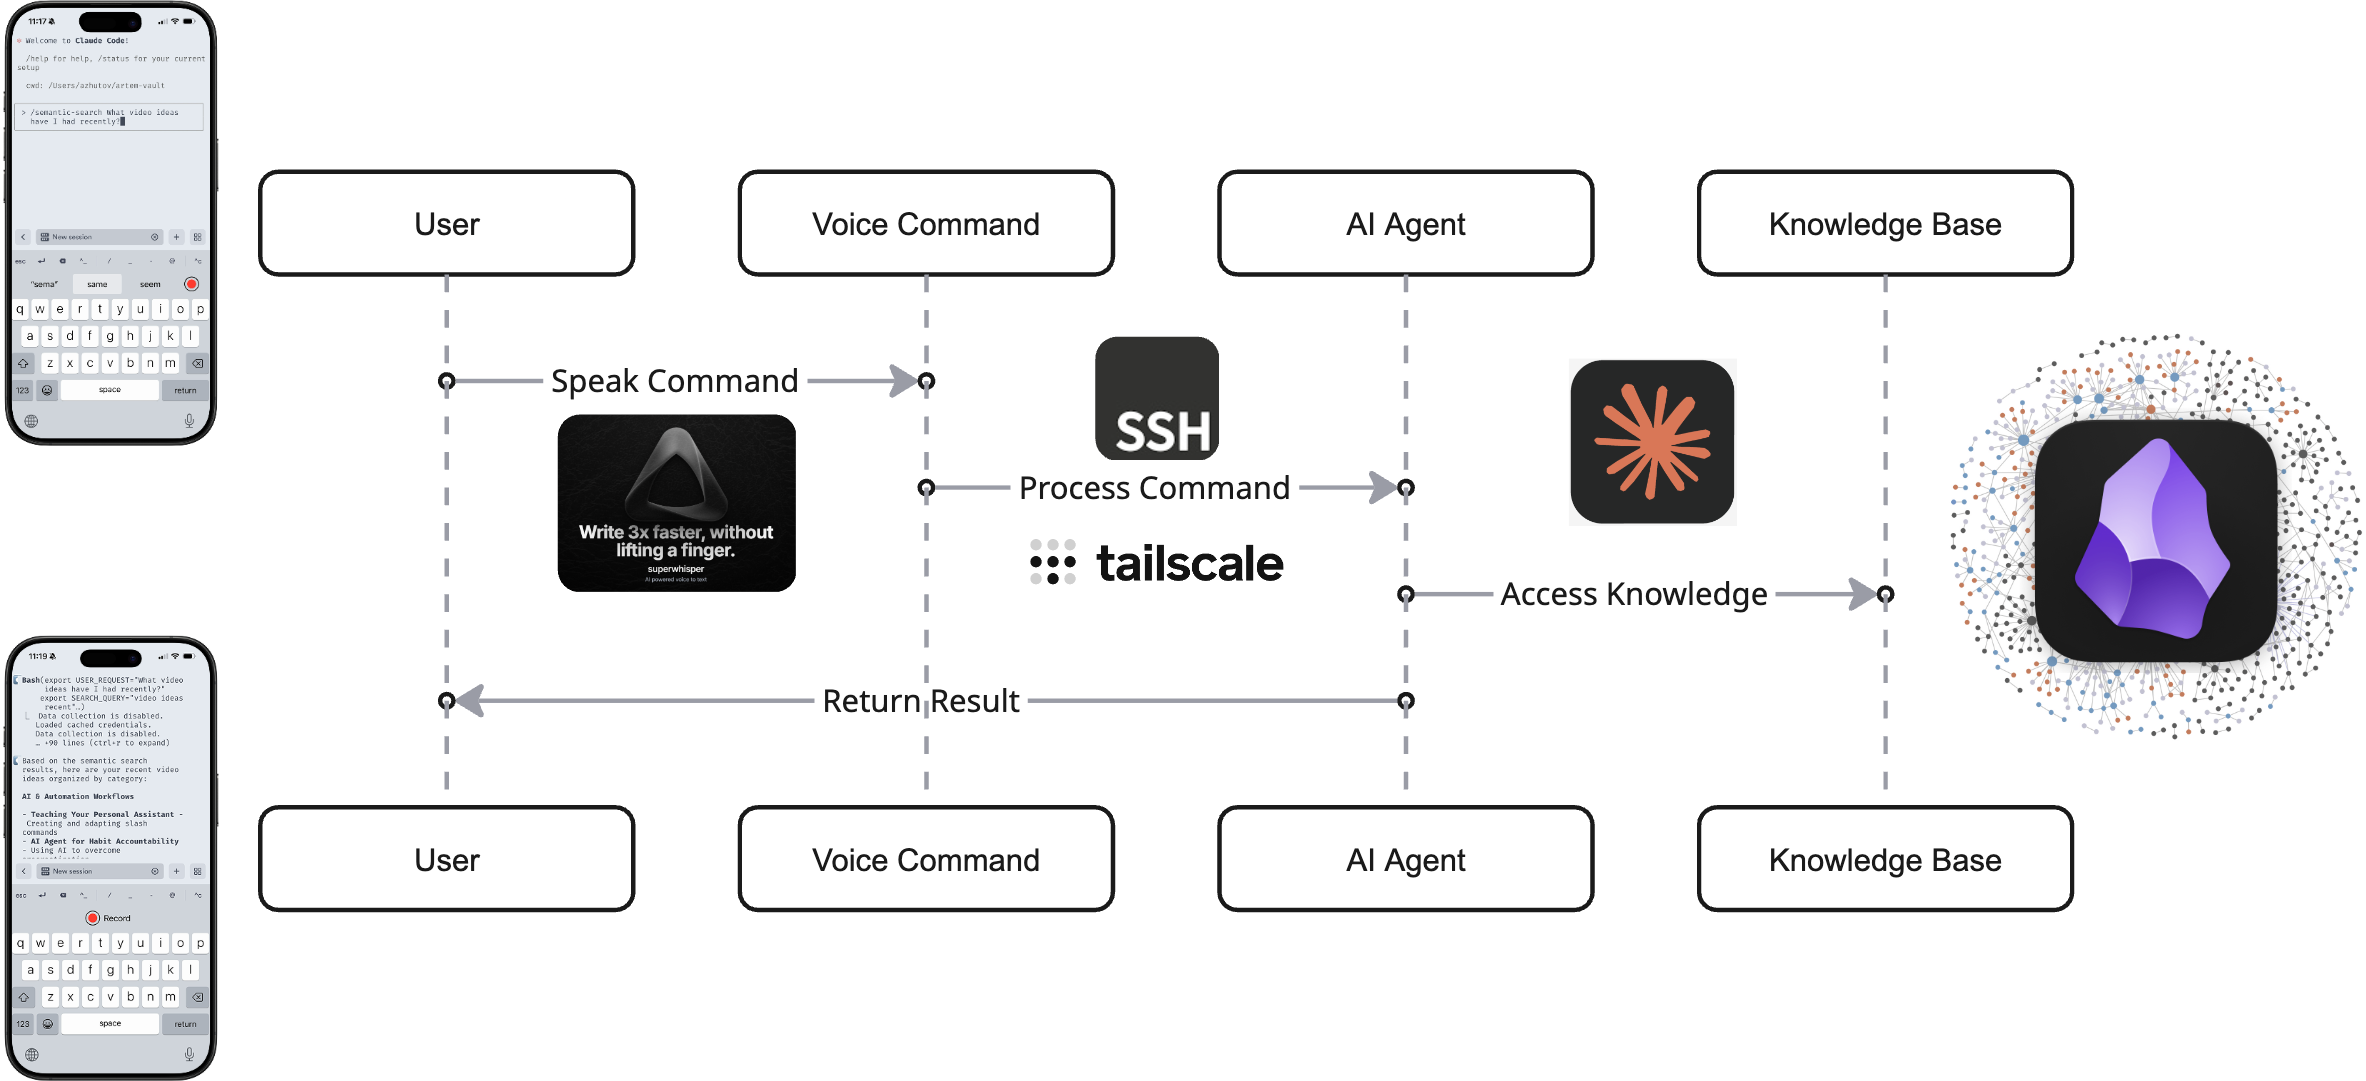 11:17
Welcome to Claude Code!
/help for help, /status for your current
setup
cwd: /Users/azhutov/artem-vault
> /semantic-search What video ideas
have I had recently?
New session
esc / _ - @ ^c
"sema" same seem
q w e r t y u i o p
a s d f g h j k l
z x c v b n m
123 space return
User
Voice Command
AI Agent
Knowledge Base
Speak Command
Write 3x faster, without
lifting a finger.
superwhisper
AI powered voice to text
SSH
Process Command
tailscale
Access Knowledge
Return Result
11:19
Bash(export USER_REQUEST="What video
ideas have I had recently?"
export SEARCH_QUERY="video ideas
recent"…)
Data collection is disabled.
Loaded cached credentials.
Data collection is disabled.
… +90 lines (ctrl+r to expand)
Based on the semantic search
results, here are your recent video
ideas organized by category:
AI & Automation Workflows
- Teaching Your Personal Assistant -
Creating and adapting slash
commands
- AI Agent for Habit Accountability
- Using AI to overcome
New session
esc / _ - @ ^c
Record
q w e r t y u i o p
a s d f g h j k l
z x c v b n m
123 space return
User
Voice Command
AI Agent
Knowledge Base